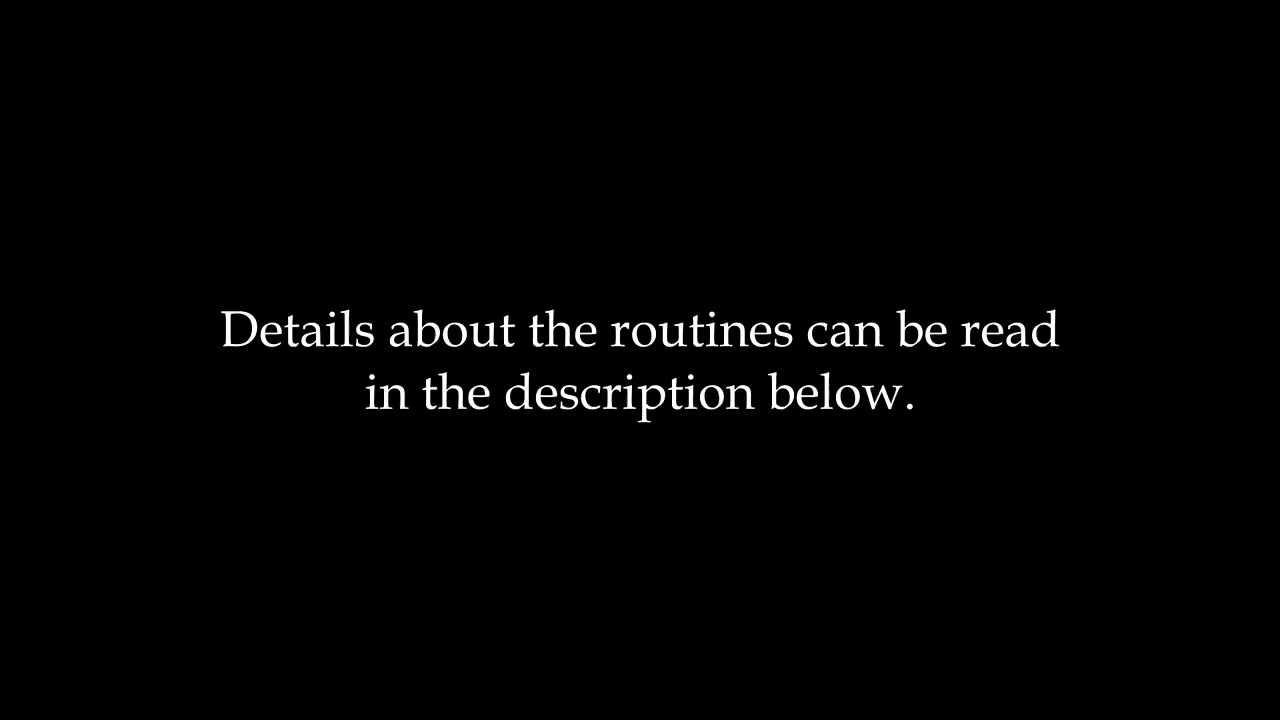 Details about the routines can be read
in the description below.